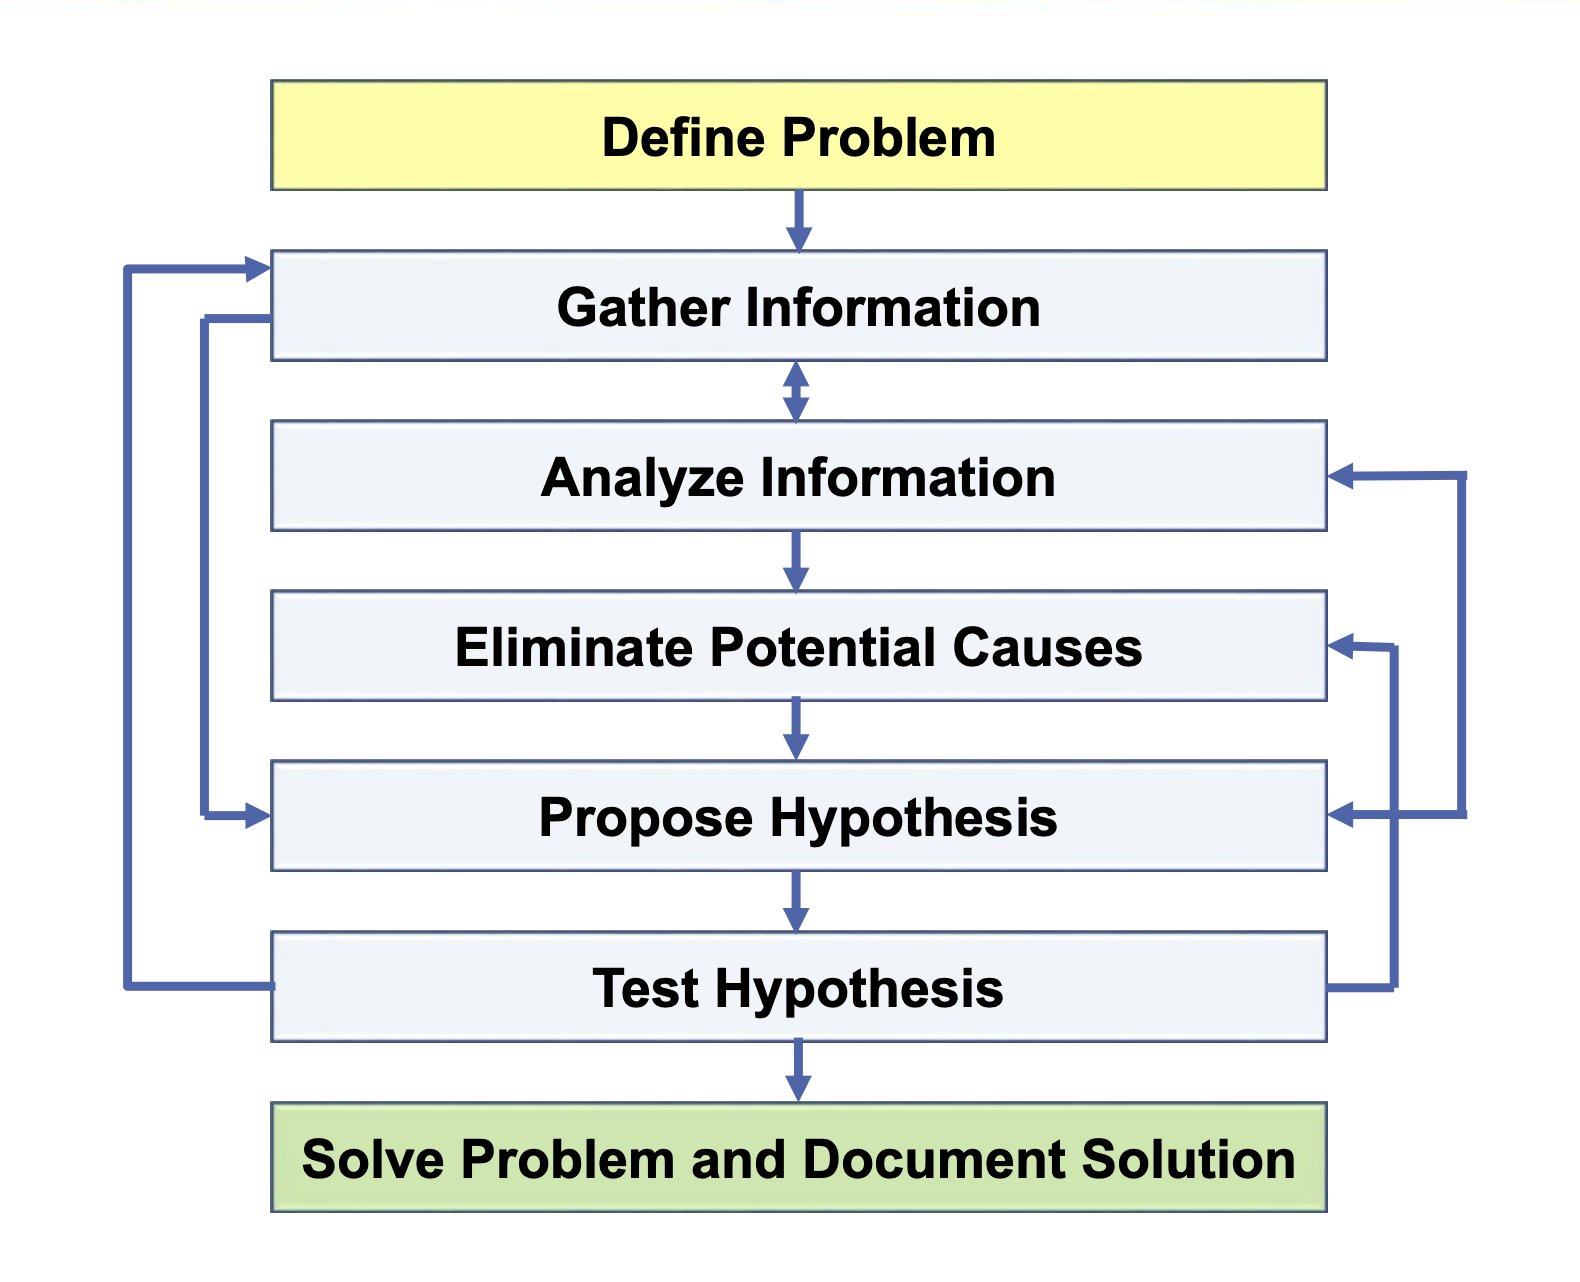 Define Problem
Gather Information
Analyze Information
Eliminate Potential Causes
Propose Hypothesis
Test Hypothesis
Solve Problem and Document Solution